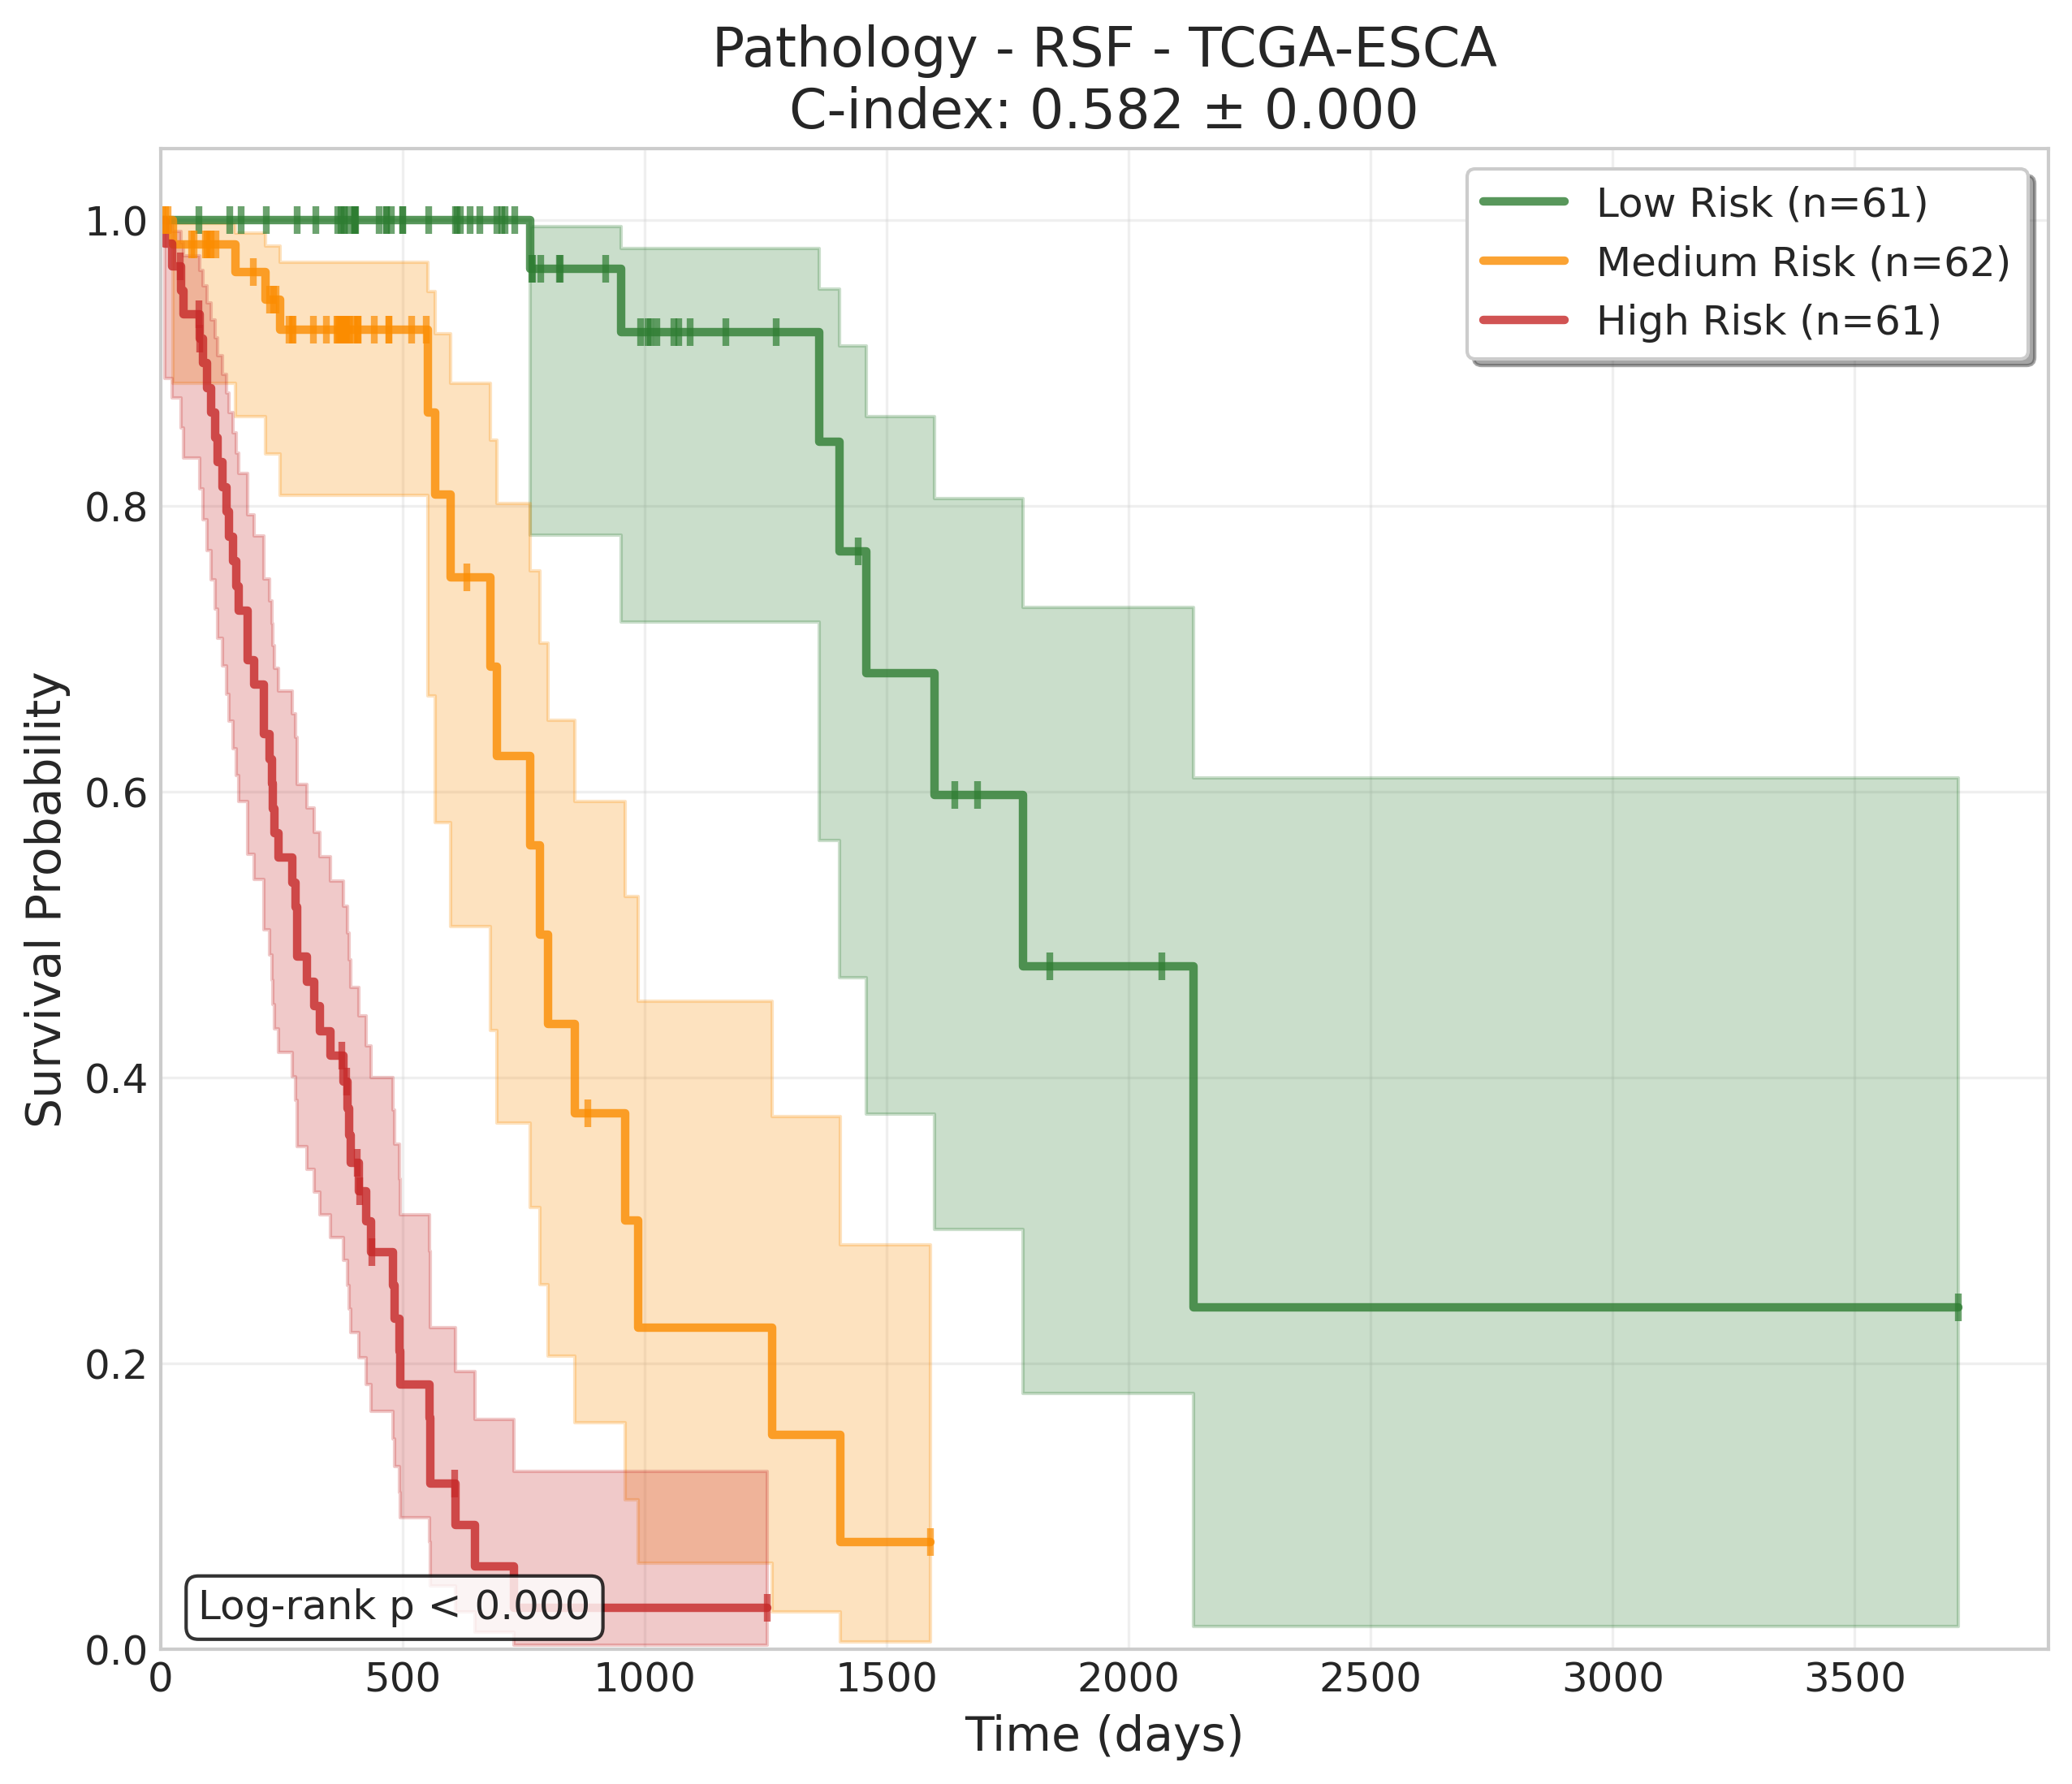 Pathology - RSF - TCGA-ESCA
C-index: 0.582 ± 0.000
Low Risk (n=61)
Medium Risk (n=62)
High Risk (n=61)
Survival Probability
1.0
0.8
0.6
0.4
0.2
0.0
Log-rank p < 0.000
0 500 1000 1500 2000 2500 3000 3500
Time (days)